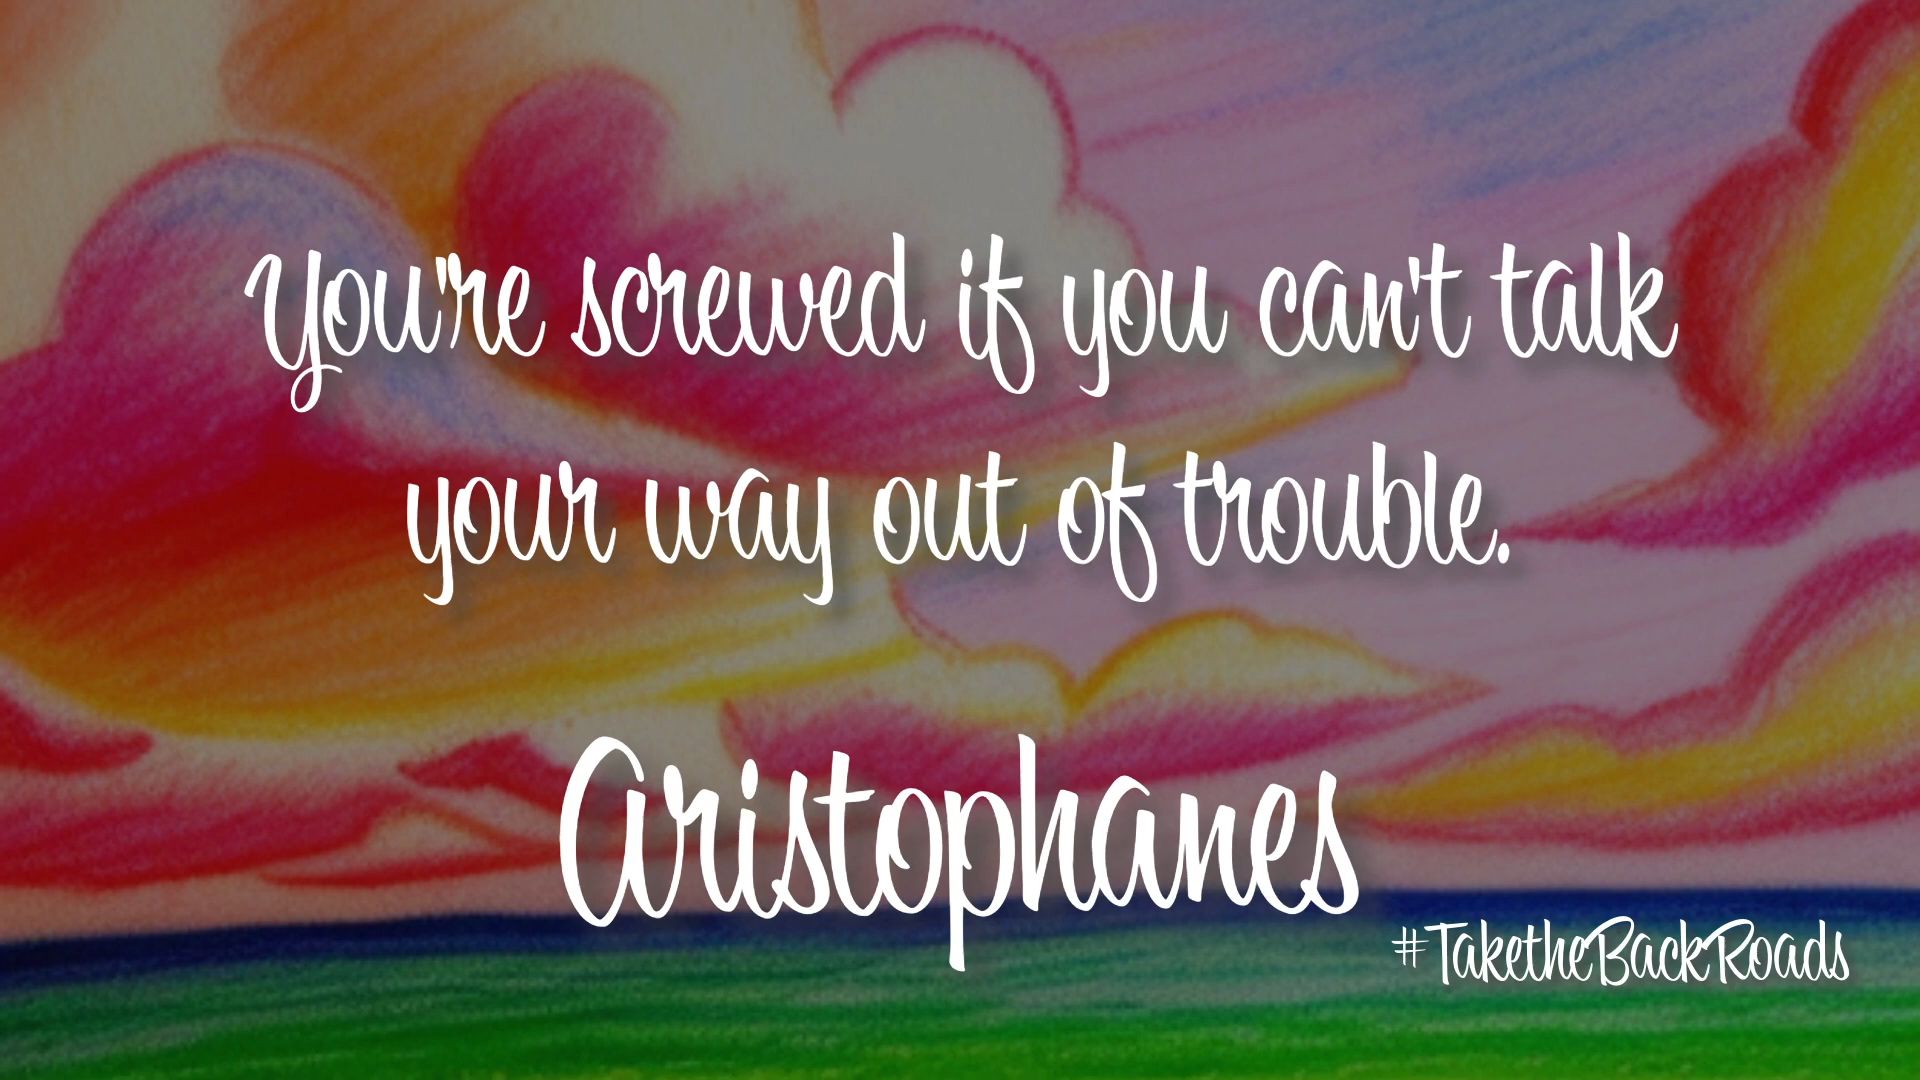 You're screwed if you can't talk
your way out of trouble.
Aristophanes
#TaketheBackRoads